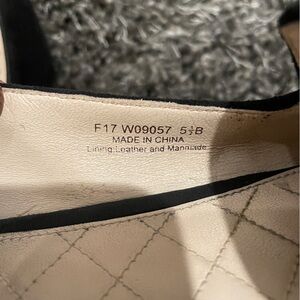 F17 W09057 5½B
MADE IN CHINA
Lining:Leather and Manmade